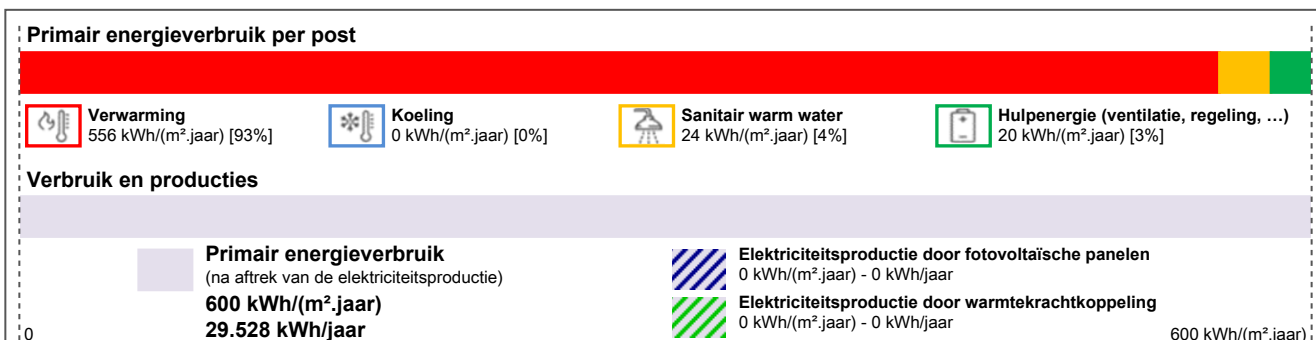 Primair energieverbruik per post
Verwarming
556 kWh/(m².jaar) [93%]
Koeling
0 kWh/(m².jaar) [0%]
Sanitair warm water
24 kWh/(m².jaar) [4%]
Hulpenergie (ventilatie, regeling, ...)
20 kWh/(m².jaar) [3%]
Verbruik en producties
Primair energieverbruik
(na aftrek van de elektriciteitsproductie)
600 kWh/(m².jaar)
29.528 kWh/jaar
Elektriciteitsproductie door fotovoltaïsche panelen
0 kWh/(m².jaar) - 0 kWh/jaar
Elektriciteitsproductie door warmtekrachtkoppeling
0 kWh/(m².jaar) - 0 kWh/jaar
0
600 kWh/(m².jaar)